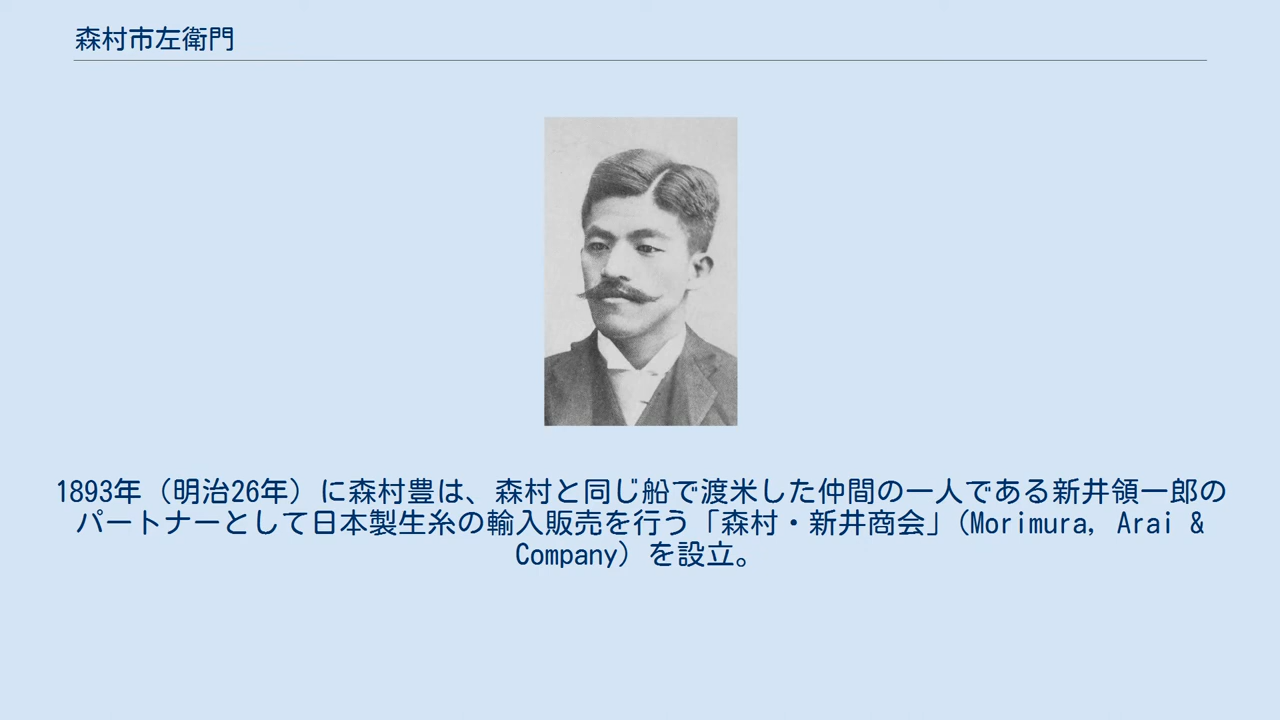 森村市左衛門
1893年（明治26年）に森村豊は、森村と同じ船で渡米した仲間の一人である新井領一郎の
パートナーとして日本製生糸の輸入販売を行う「森村・新井商会」(Morimura, Arai &
Company）を設立。